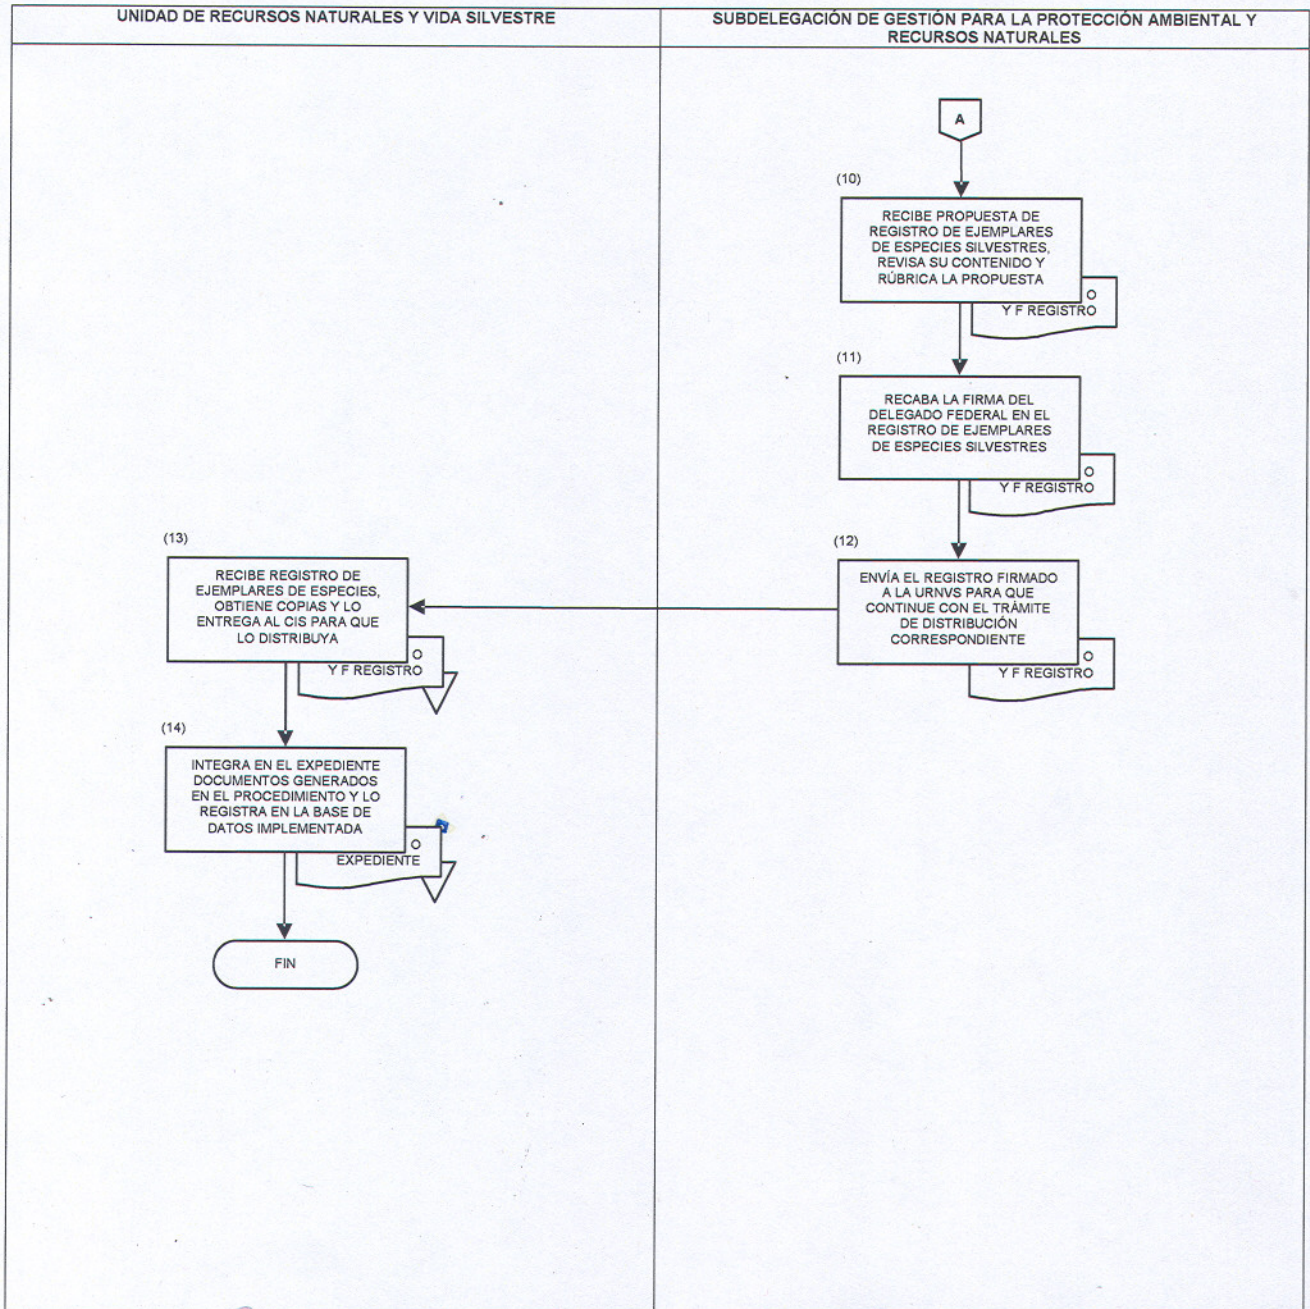 UNIDAD DE RECURSOS NATURALES Y VIDA SILVESTRE
SUBDELEGACIÓN DE GESTIÓN PARA LA PROTECCIÓN AMBIENTAL Y
RECURSOS NATURALES
A
(10)
RECIBE PROPUESTA DE
REGISTRO DE EJEMPLARES
DE ESPECIES SILVESTRES,
REVISA SU CONTENIDO Y
RÚBRICA LA PROPUESTA
O
Y F REGISTRO
(11)
RECABA LA FIRMA DEL
DELEGADO FEDERAL EN EL
REGISTRO DE EJEMPLARES
DE ESPECIES SILVESTRES
O
Y F REGISTRO
(12)
ENVÍA EL REGISTRO FIRMADO
A LA URNVS PARA QUE
CONTINUE CON EL TRÁMITE
DE DISTRIBUCIÓN
CORRESPONDIENTE
O
Y F REGISTRO
(13)
RECIBE REGISTRO DE
EJEMPLARES DE ESPECIES,
OBTIENE COPIAS Y LO
ENTREGA AL CIS PARA QUE
LO DISTRIBUYA
O
Y F REGISTRO
(14)
INTEGRA EN EL EXPEDIENTE
DOCUMENTOS GENERADOS
EN EL PROCEDIMIENTO Y LO
REGISTRA EN LA BASE DE
DATOS IMPLEMENTADA
O
EXPEDIENTE
FIN